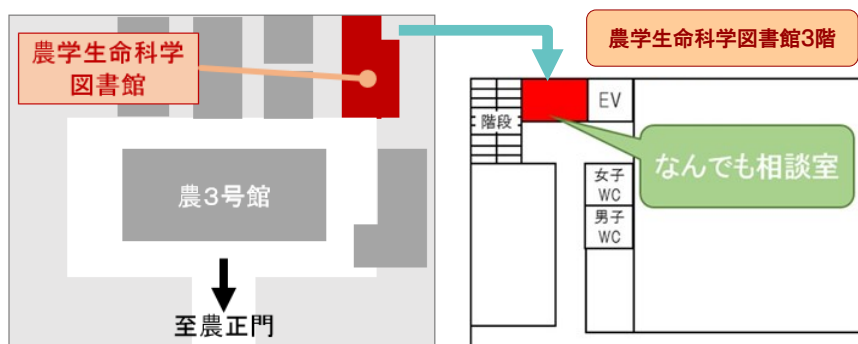 農学生命科学
図書館
農3号館
至農正門
農学生命科学図書館3階
階段
EV
なんでも相談室
女子
WC
男子
WC